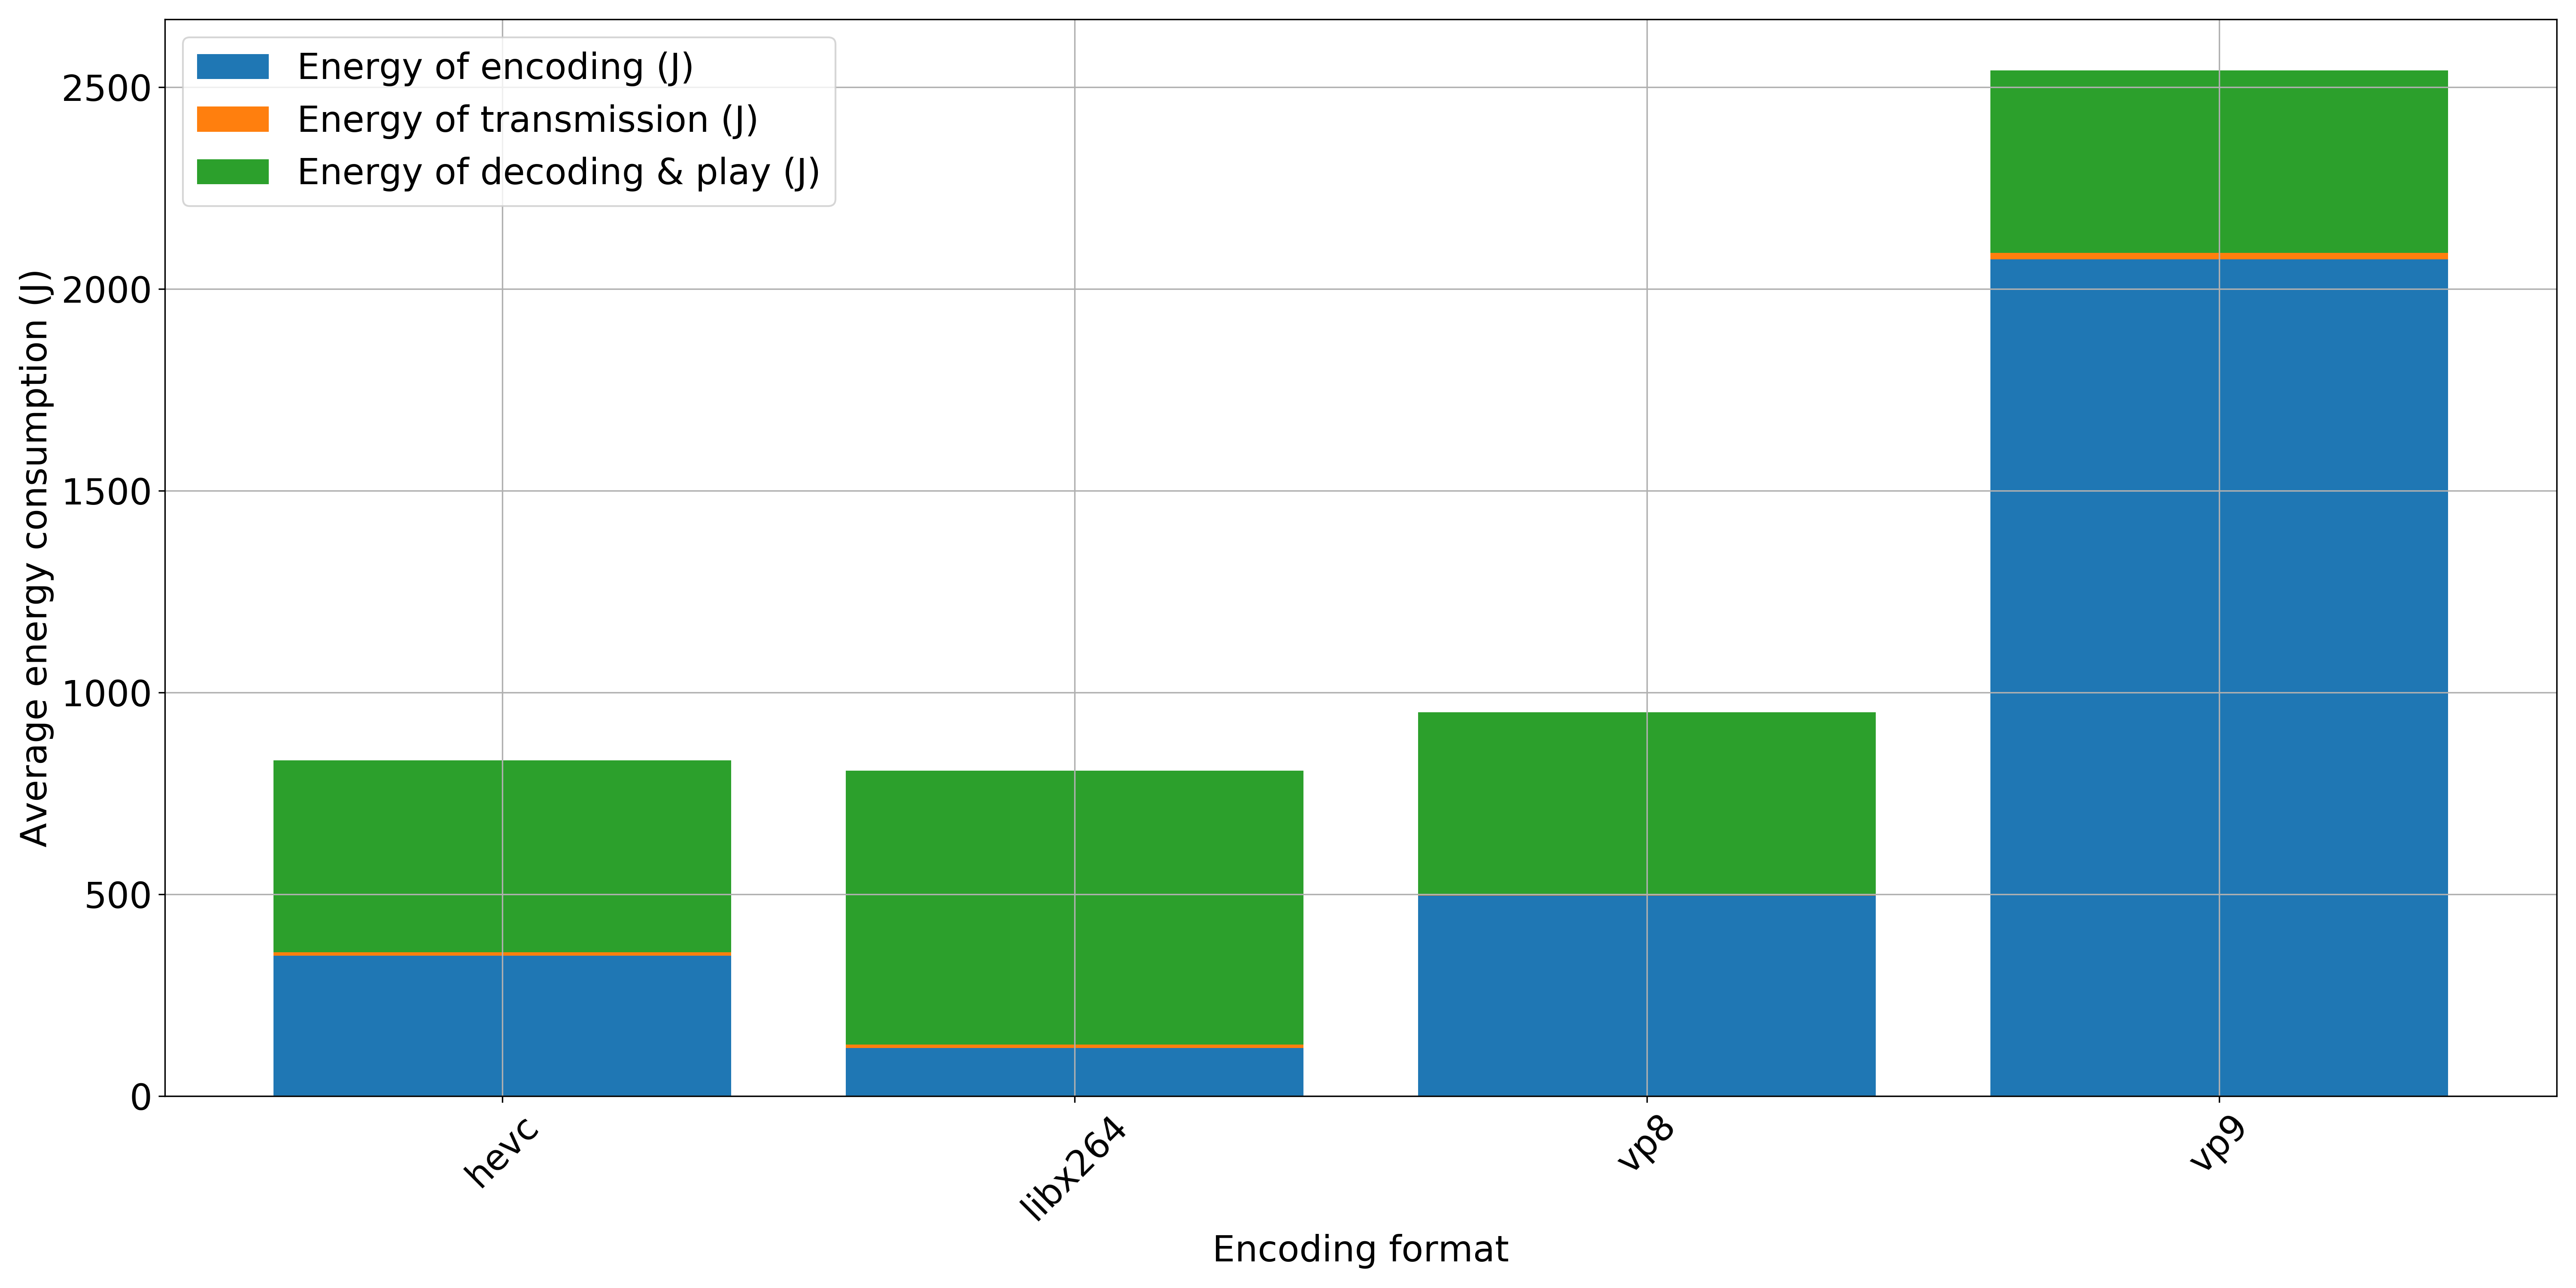 Energy of encoding (J)
Energy of transmission (J)
Energy of decoding & play (J)
Average energy consumption (J)
2500
2000
1500
1000
500
0
hevc
libx264
vp8
vp9
Encoding format